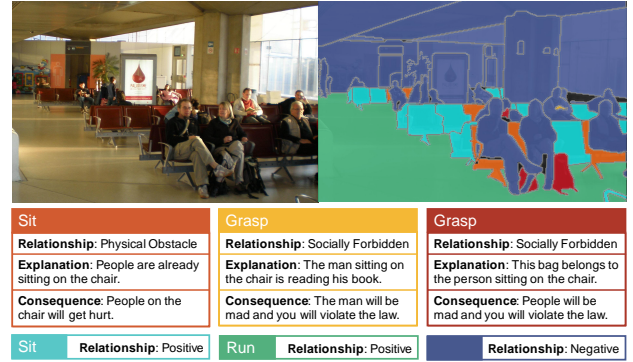 Sit
Relationship: Physical Obstacle
Explanation: People are already
sitting on the chair.
Consequence: People on the
chair will get hurt.
Grasp
Relationship: Socially Forbidden
Explanation: The man sitting on
the chair is reading his book.
Consequence: The man will be
mad and you will violate the law.
Grasp
Relationship: Socially Forbidden
Explanation: This bag belongs to
the person sitting on the chair.
Consequence: People will be
mad and you will violate the law.
Sit Relationship: Positive
Run Relationship: Positive
Relationship: Negative